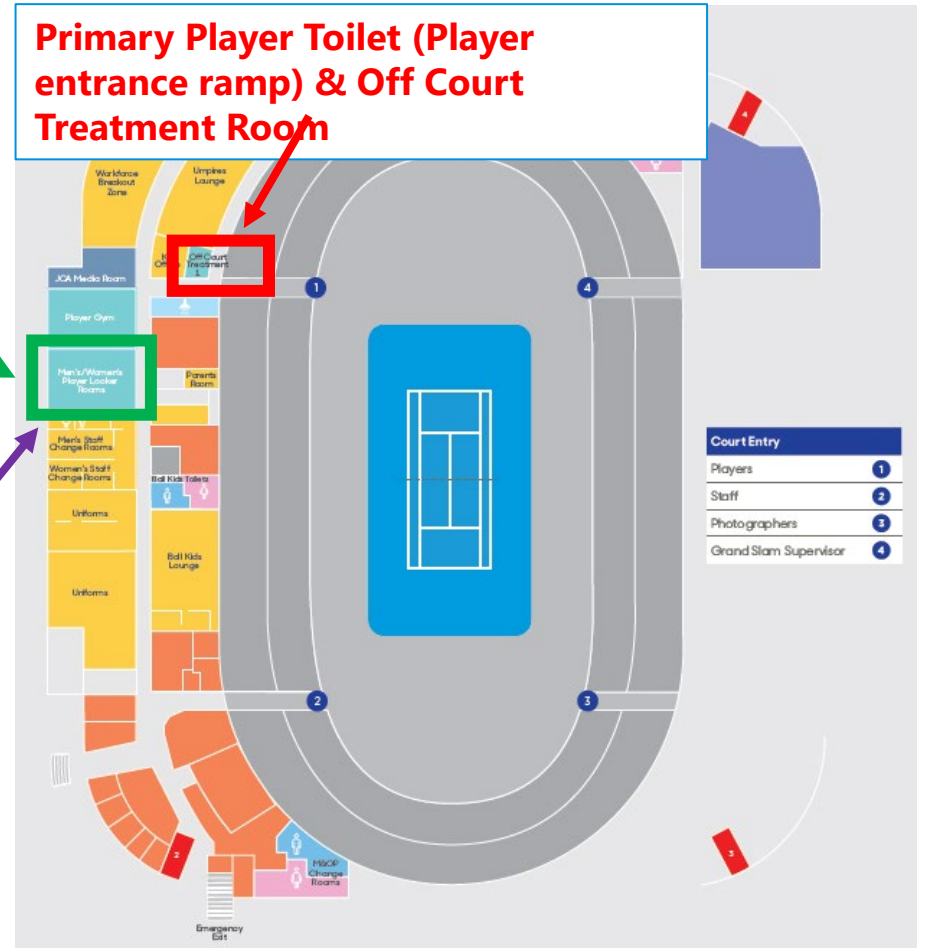 Primary Player Toilet (Player
entrance ramp) & Off Court
Treatment Room
4
Workforce
Breakout
Zone
Umpires
Lounge
Off Court
Treatment
1
JCA Media Room
1
4
Player Gym
Men's/Women's
Player Locker
Rooms
Parents
Room
Men's Staff
Change Rooms
Women's Staff
Change Rooms
Ball Kids Toilets
Uniforms
Ball Kids
Lounge
Uniforms
Court Entry
Players 1
Staff 2
Photographers 3
Grand Slam Supervisor 4
2
3
2
3
M&OP
Change
Rooms
Emergency
Exit